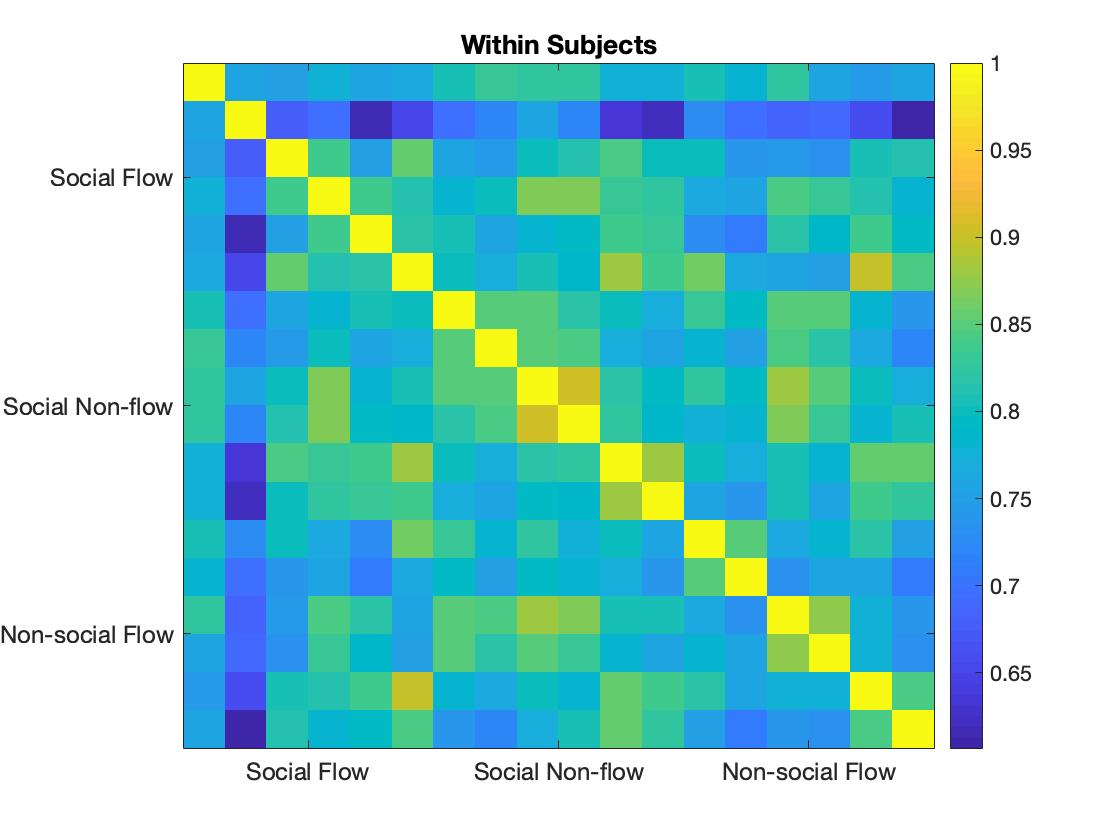 Within Subjects
Social Flow
Social Non-flow
Non-social Flow
Social Flow
Social Non-flow
Non-social Flow
1
0.95
0.9
0.85
0.8
0.75
0.7
0.65